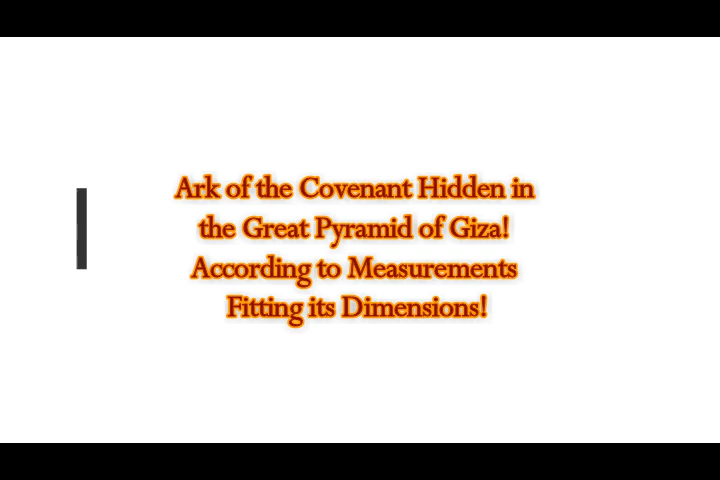 Ark of the Covenant Hidden in
the Great Pyramid of Giza!
According to Measurements
Fitting its Dimensions!